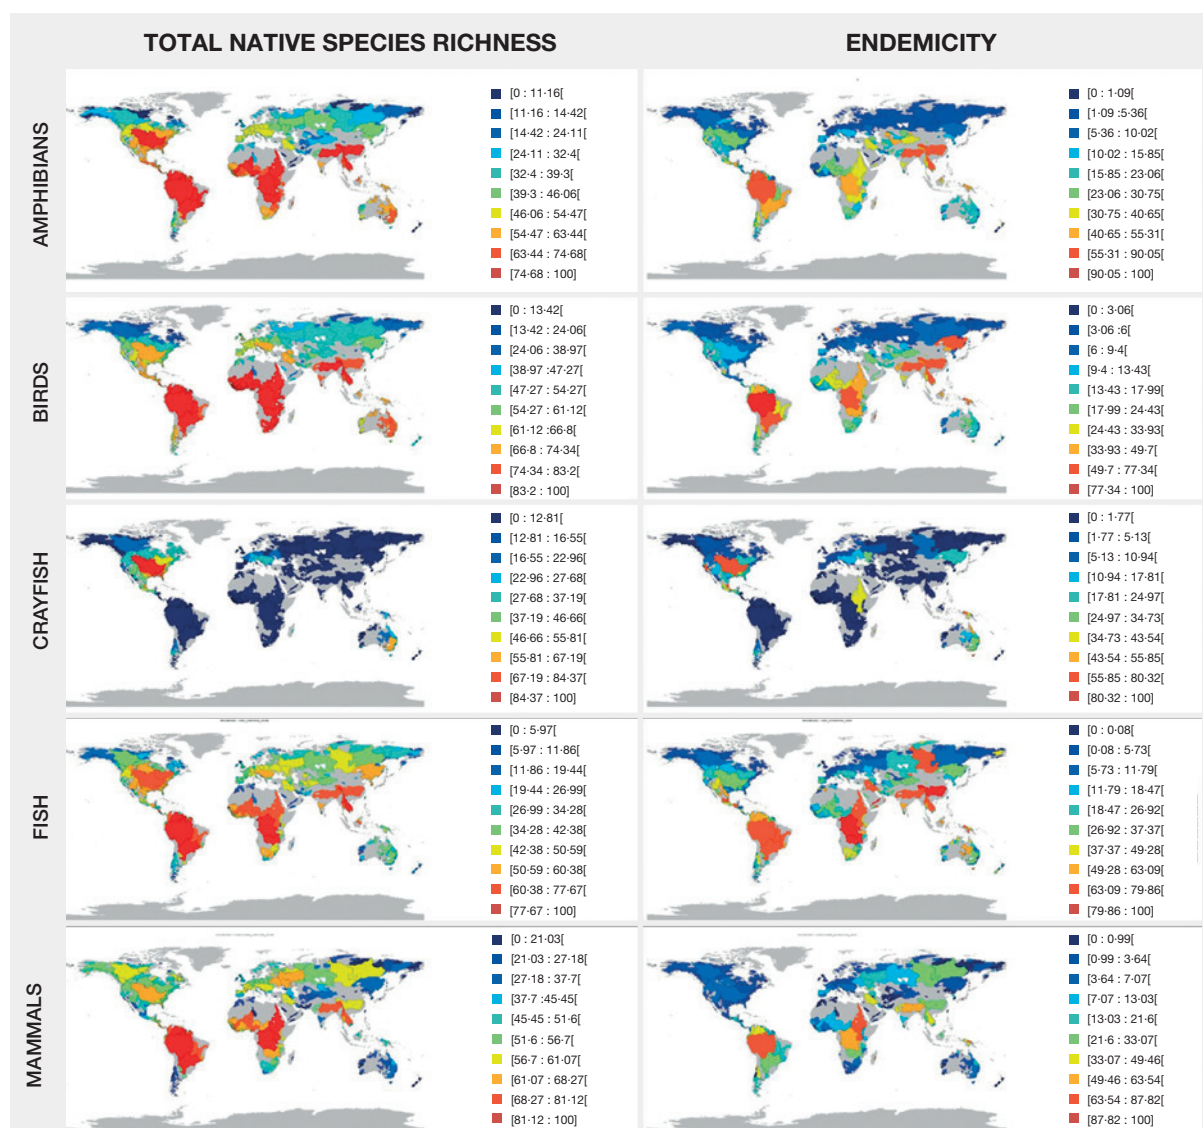 TOTAL NATIVE SPECIES RICHNESS
ENDEMICITY
AMPHIBIANS
[0 : 11·16[
[11·16 : 14·42[
[14·42 : 24·11[
[24·11 : 32·4[
[32·4 : 39·3[
[39·3 : 46·06[
[46·06 : 54·47[
[54·47 : 63·44[
[63·44 : 74·68[
[74·68 : 100]
[0 : 1·09[
[1·09 :5·36[
[5·36 : 10·02[
[10·02 : 15·85[
[15·85 : 23·06[
[23·06 : 30·75[
[30·75 : 40·65[
[40·65 : 55·31[
[55·31 : 90·05[
[90·05 : 100]
BIRDS
[0 : 13·42[
[13·42 : 24·06[
[24·06 : 38·97[
[38·97 :47·27[
[47·27 : 54·27[
[54·27 : 61·12[
[61·12 :66·8[
[66·8 : 74·34[
[74·34 : 83·2[
[83·2 : 100]
[0 : 3·06[
[3·06 :6[
[6 : 9·4[
[9·4 : 13·43[
[13·43 : 17·99[
[17·99 : 24·43[
[24·43 : 33·93[
[33·93 : 49·7[
[49·7 : 77·34[
[77·34 : 100]
CRAYFISH
[0 : 12·81[
[12·81 : 16·55[
[16·55 : 22·96[
[22·96 : 27·68[
[27·68 : 37·19[
[37·19 : 46·66[
[46·66 : 55·81[
[55·81 : 67·19[
[67·19 : 84·37[
[84·37 : 100]
[0 : 1·77[
[1·77 : 5·13[
[5·13 : 10·94[
[10·94 : 17·81[
[17·81 : 24·97[
[24·97 : 34·73[
[34·73 : 43·54[
[43·54 : 55·85[
[55·85 : 80·32[
[80·32 : 100]
FISH
[0 : 5·97[
[5·97 : 11·86[
[11·86 : 19·44[
[19·44 : 26·99[
[26·99 : 34·28[
[34·28 : 42·38[
[42·38 : 50·59[
[50·59 : 60·38[
[60·38 : 77·67[
[77·67 : 100]
[0 : 0·08[
[0·08 : 5·73[
[5·73 : 11·79[
[11·79 : 18·47[
[18·47 : 26·92[
[26·92 : 37·37[
[37·37 : 49·28[
[49·28 : 63·09[
[63·09 : 79·86[
[79·86 : 100]
MAMMALS
[0 : 21·03[
[21·03 : 27·18[
[27·18 : 37·7[
[37·7 :45·45[
[45·45 : 51·6[
[51·6 : 56·7[
[56·7 : 61·07[
[61·07 : 68·27[
[68·27 : 81·12[
[81·12 : 100]
[0 : 0·99[
[0·99 : 3·64[
[3·64 : 7·07[
[7·07 : 13·03[
[13·03 : 21·6[
[21·6 : 33·07[
[33·07 : 49·46[
[49·46 : 63·54[
[63·54 : 87·82[
[87·82 : 100]